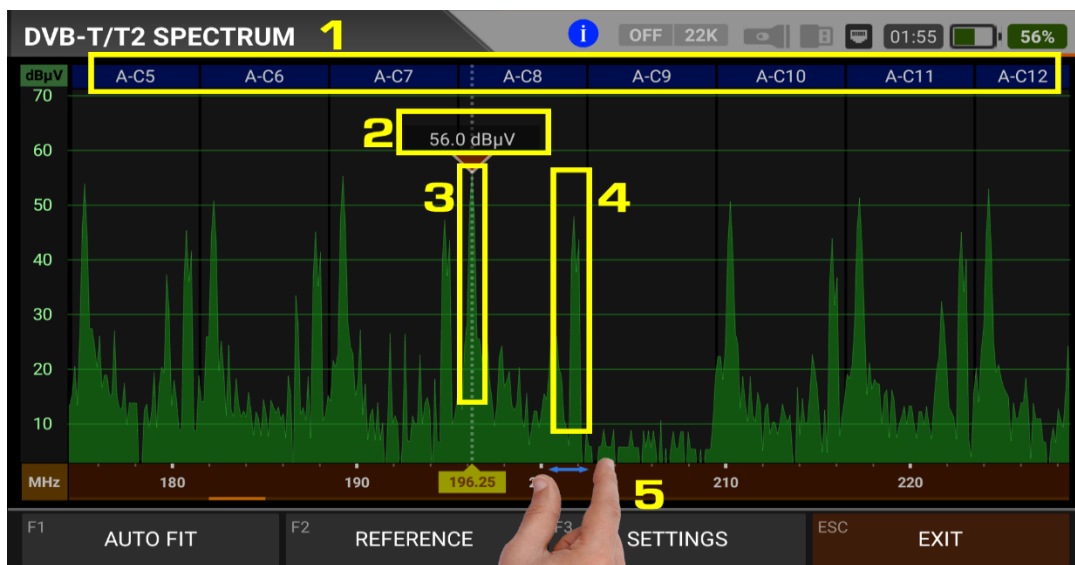 DVB-T/T2 SPECTRUM 1 i OFF 22K 01:55 56%
dBµV A-C5 A-C6 A-C7 A-C8 A-C9 A-C10 A-C11 A-C12
70
2 56.0 dBµV
60
3 4
50
40
30
20
10
MHz 180 190 196.25 210 220
5
F1 AUTO FIT F2 REFERENCE F3 SETTINGS ESC EXIT